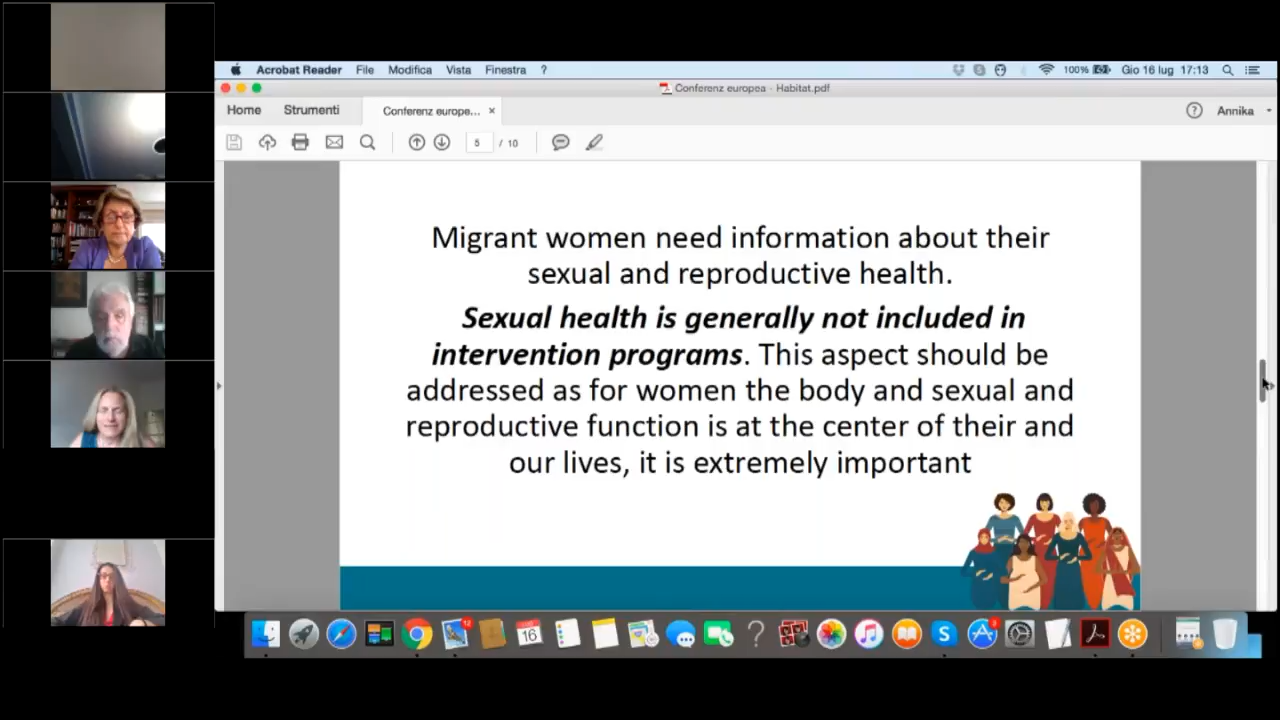 Acrobat Reader File Modifica Vista Finestra ? 100% Gio 16 lug 17:13
Conferenz europea - Habitat.pdf
Home Strumenti Conferenz europe... × ? Annika
5 / 10
Migrant women need information about their
sexual and reproductive health.
Sexual health is generally not included in
intervention programs. This aspect should be
addressed as for women the body and sexual and
reproductive function is at the center of their and
our lives, it is extremely important
12
16
?